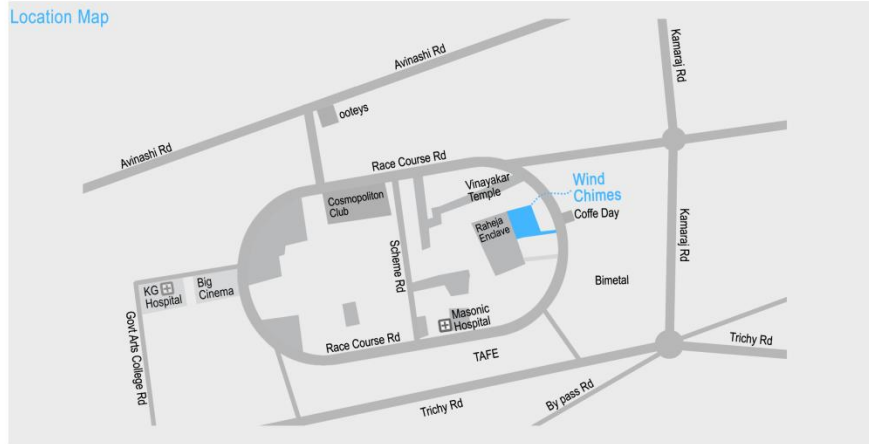 Location Map
Avinashi Rd
Kamaraj Rd
ooteys
Avinashi Rd
Race Course Rd
Vinayakar
Temple
Wind
Chimes
Cosmopoliton
Club
Raheja
Enclave
Coffe Day
Kamaraj Rd
Scheme Rd
KG
Hospital
Big
Cinema
Bimetal
Masonic
Hospital
Govt Arts College Rd
Race Course Rd
TAFE
Trichy Rd
Trichy Rd
By pass Rd